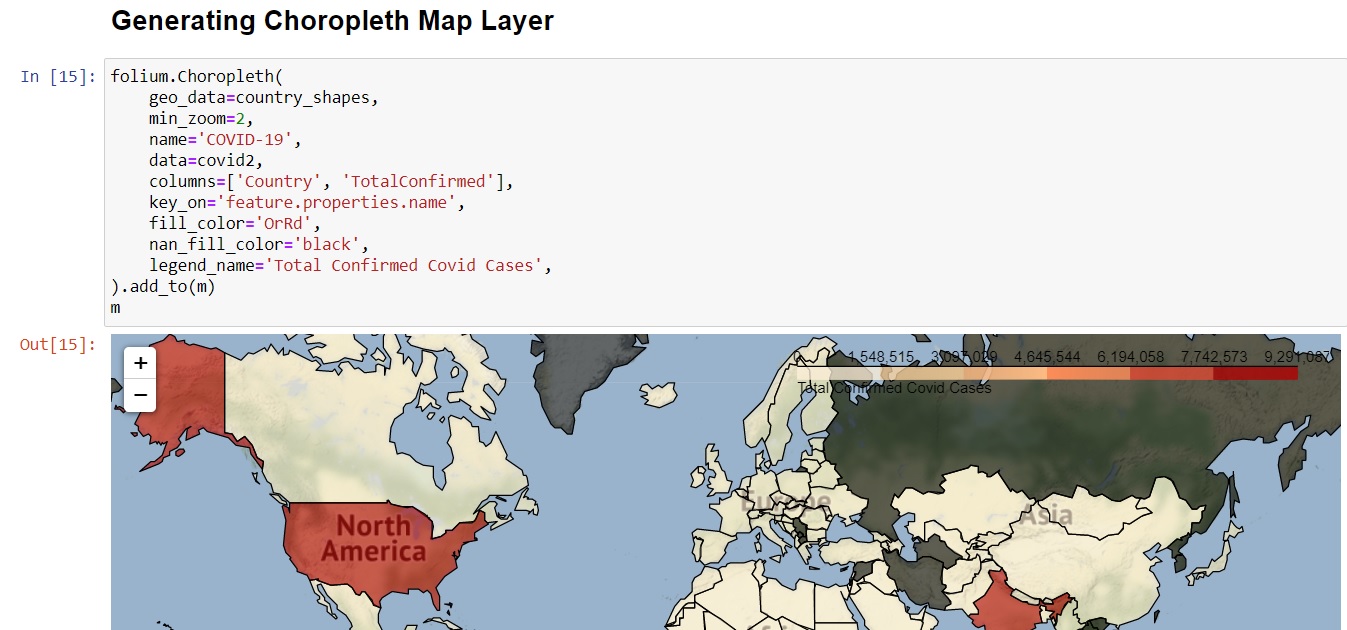 Generating Choropleth Map Layer
In [15]:
folium.Choropleth(
    geo_data=country_shapes,
    min_zoom=2,
    name='COVID-19',
    data=covid2,
    columns=['Country', 'TotalConfirmed'],
    key_on='feature.properties.name',
    fill_color='OrRd',
    nan_fill_color='black',
    legend_name='Total Confirmed Covid Cases',
).add_to(m)
m
Out[15]:
+
−
0 1,548,515 3,097,029 4,645,544 6,194,058 7,742,573 9,291,087
Total Confirmed Covid Cases
Europe
Asia
North
America